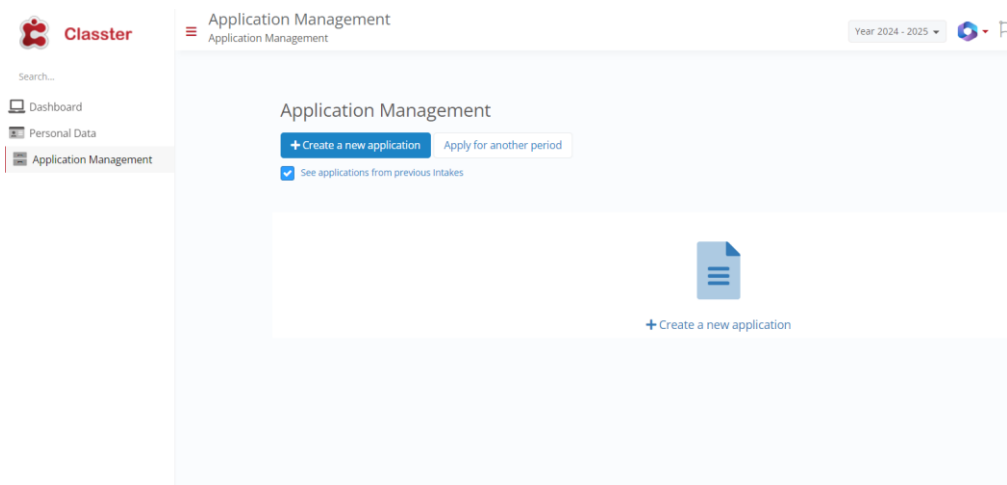 Classter
Application Management
Application Management
Year 2024 - 2025
Search...
Dashboard
Personal Data
Application Management
Application Management
Create a new application
Apply for another period
See applications from previous Intakes
Create a new application